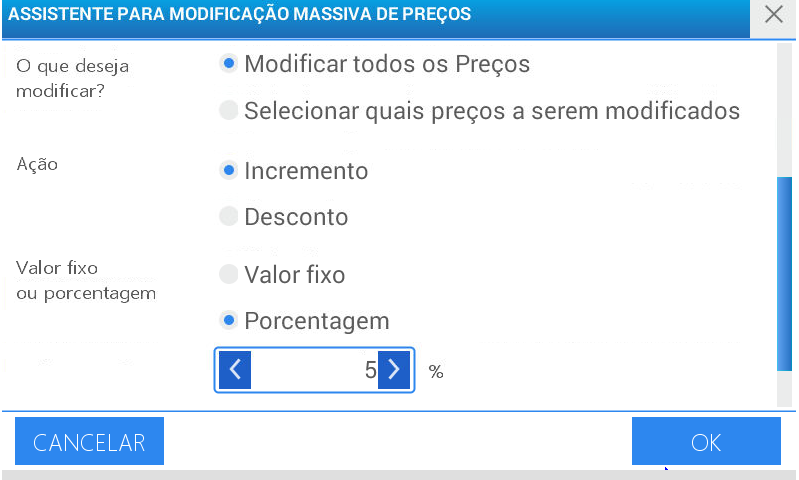 ASSISTENTE PARA MODIFICAÇÃO MASSIVA DE PREÇOS
O que deseja
modificar?
Modificar todos os Preços
Selecionar quais preços a serem modificados
Ação
Incremento
Desconto
Valor fixo
ou porcentagem
Valor fixo
Porcentagem
5 %
CANCELAR
OK